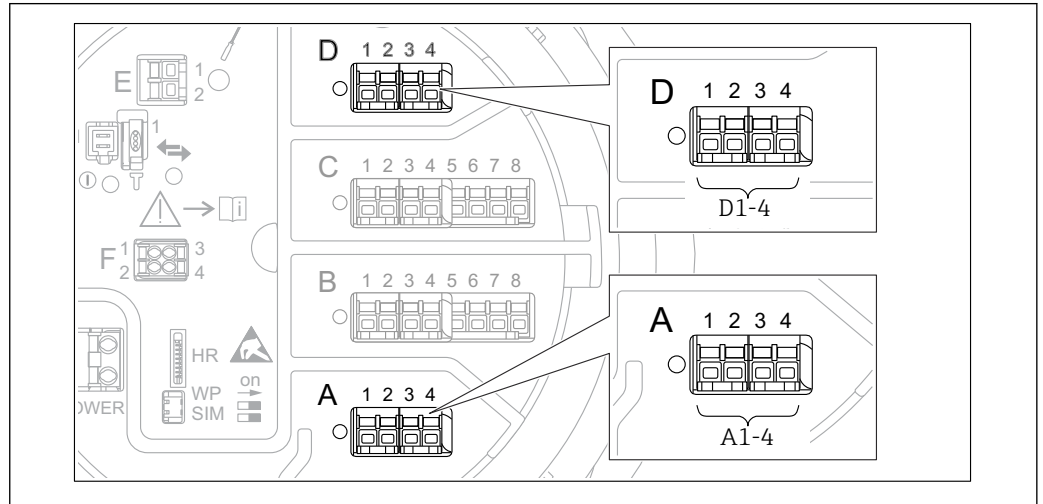 D 1 2 3 4
E 1
2
1
C 1 2 3 4 5 6 7 8
i
F 1 3
2 4
B 1 2 3 4 5 6 7 8
HR
WP on
SIM
OWER
A 1 2 3 4
D 1 2 3 4
D1-4
A 1 2 3 4
A1-4